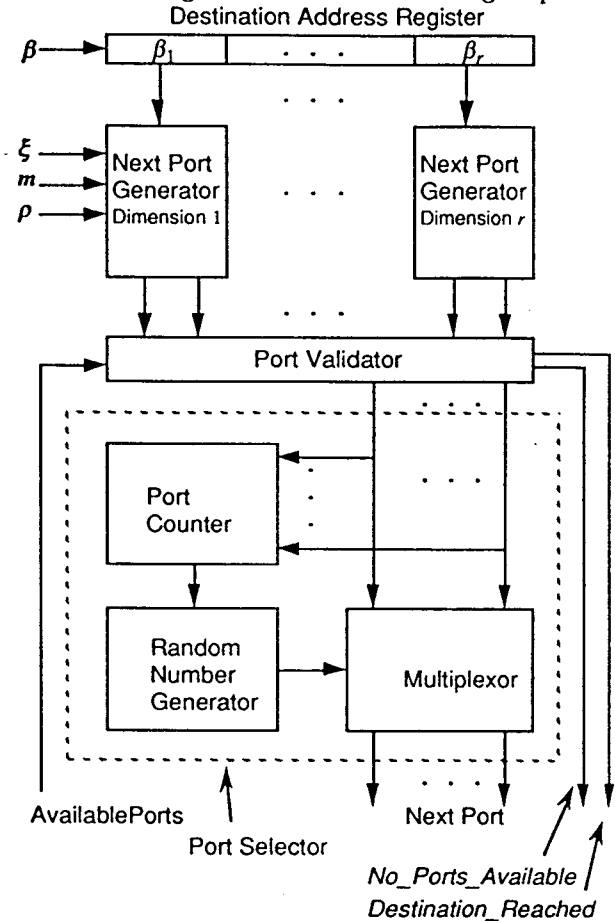 Destination Address Register
β
β₁
. . .
βᵣ
. . .
ξ
m
ρ
Next Port
Generator
Dimension 1
. . .
Next Port
Generator
Dimension r
. . .
Port Validator
. . .
Port
Counter
. . .
Random
Number
Generator
Multiplexor
. . .
AvailablePorts
Next Port
Port Selector
No_Ports_Available
Destination_Reached